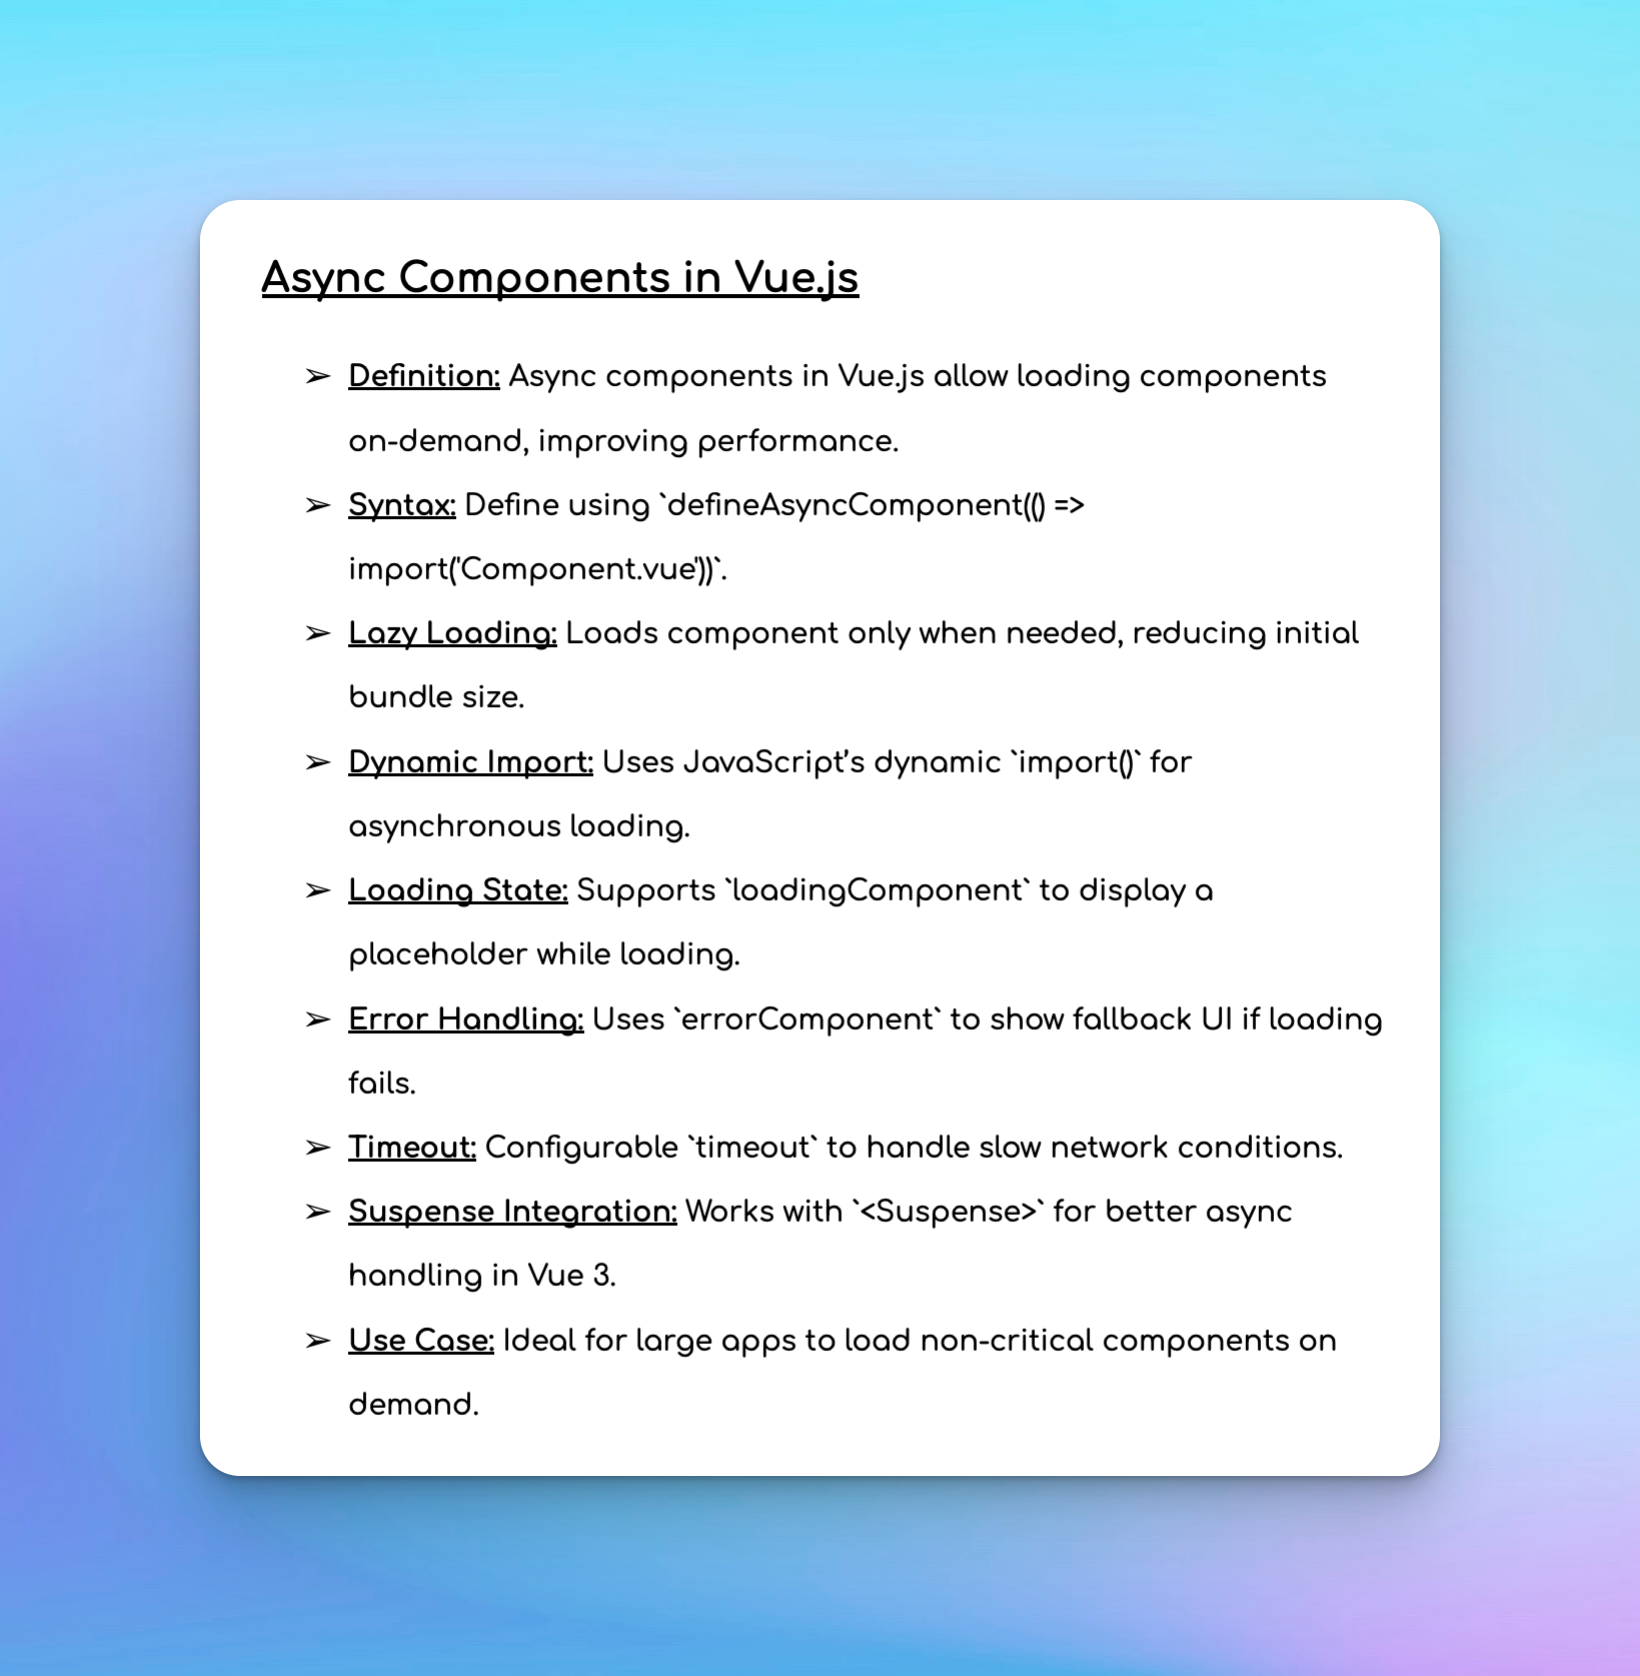 Async Components in Vue.js
➢ Definition: Async components in Vue.js allow loading components
on-demand, improving performance.
➢ Syntax: Define using `defineAsyncComponent(() =>
import('Component.vue'))`.
➢ Lazy Loading: Loads component only when needed, reducing initial
bundle size.
➢ Dynamic Import: Uses JavaScript's dynamic `import()` for
asynchronous loading.
➢ Loading State: Supports `loadingComponent` to display a
placeholder while loading.
➢ Error Handling: Uses `errorComponent` to show fallback UI if loading
fails.
➢ Timeout: Configurable `timeout` to handle slow network conditions.
➢ Suspense Integration: Works with `<Suspense>` for better async
handling in Vue 3.
➢ Use Case: Ideal for large apps to load non-critical components on
demand.